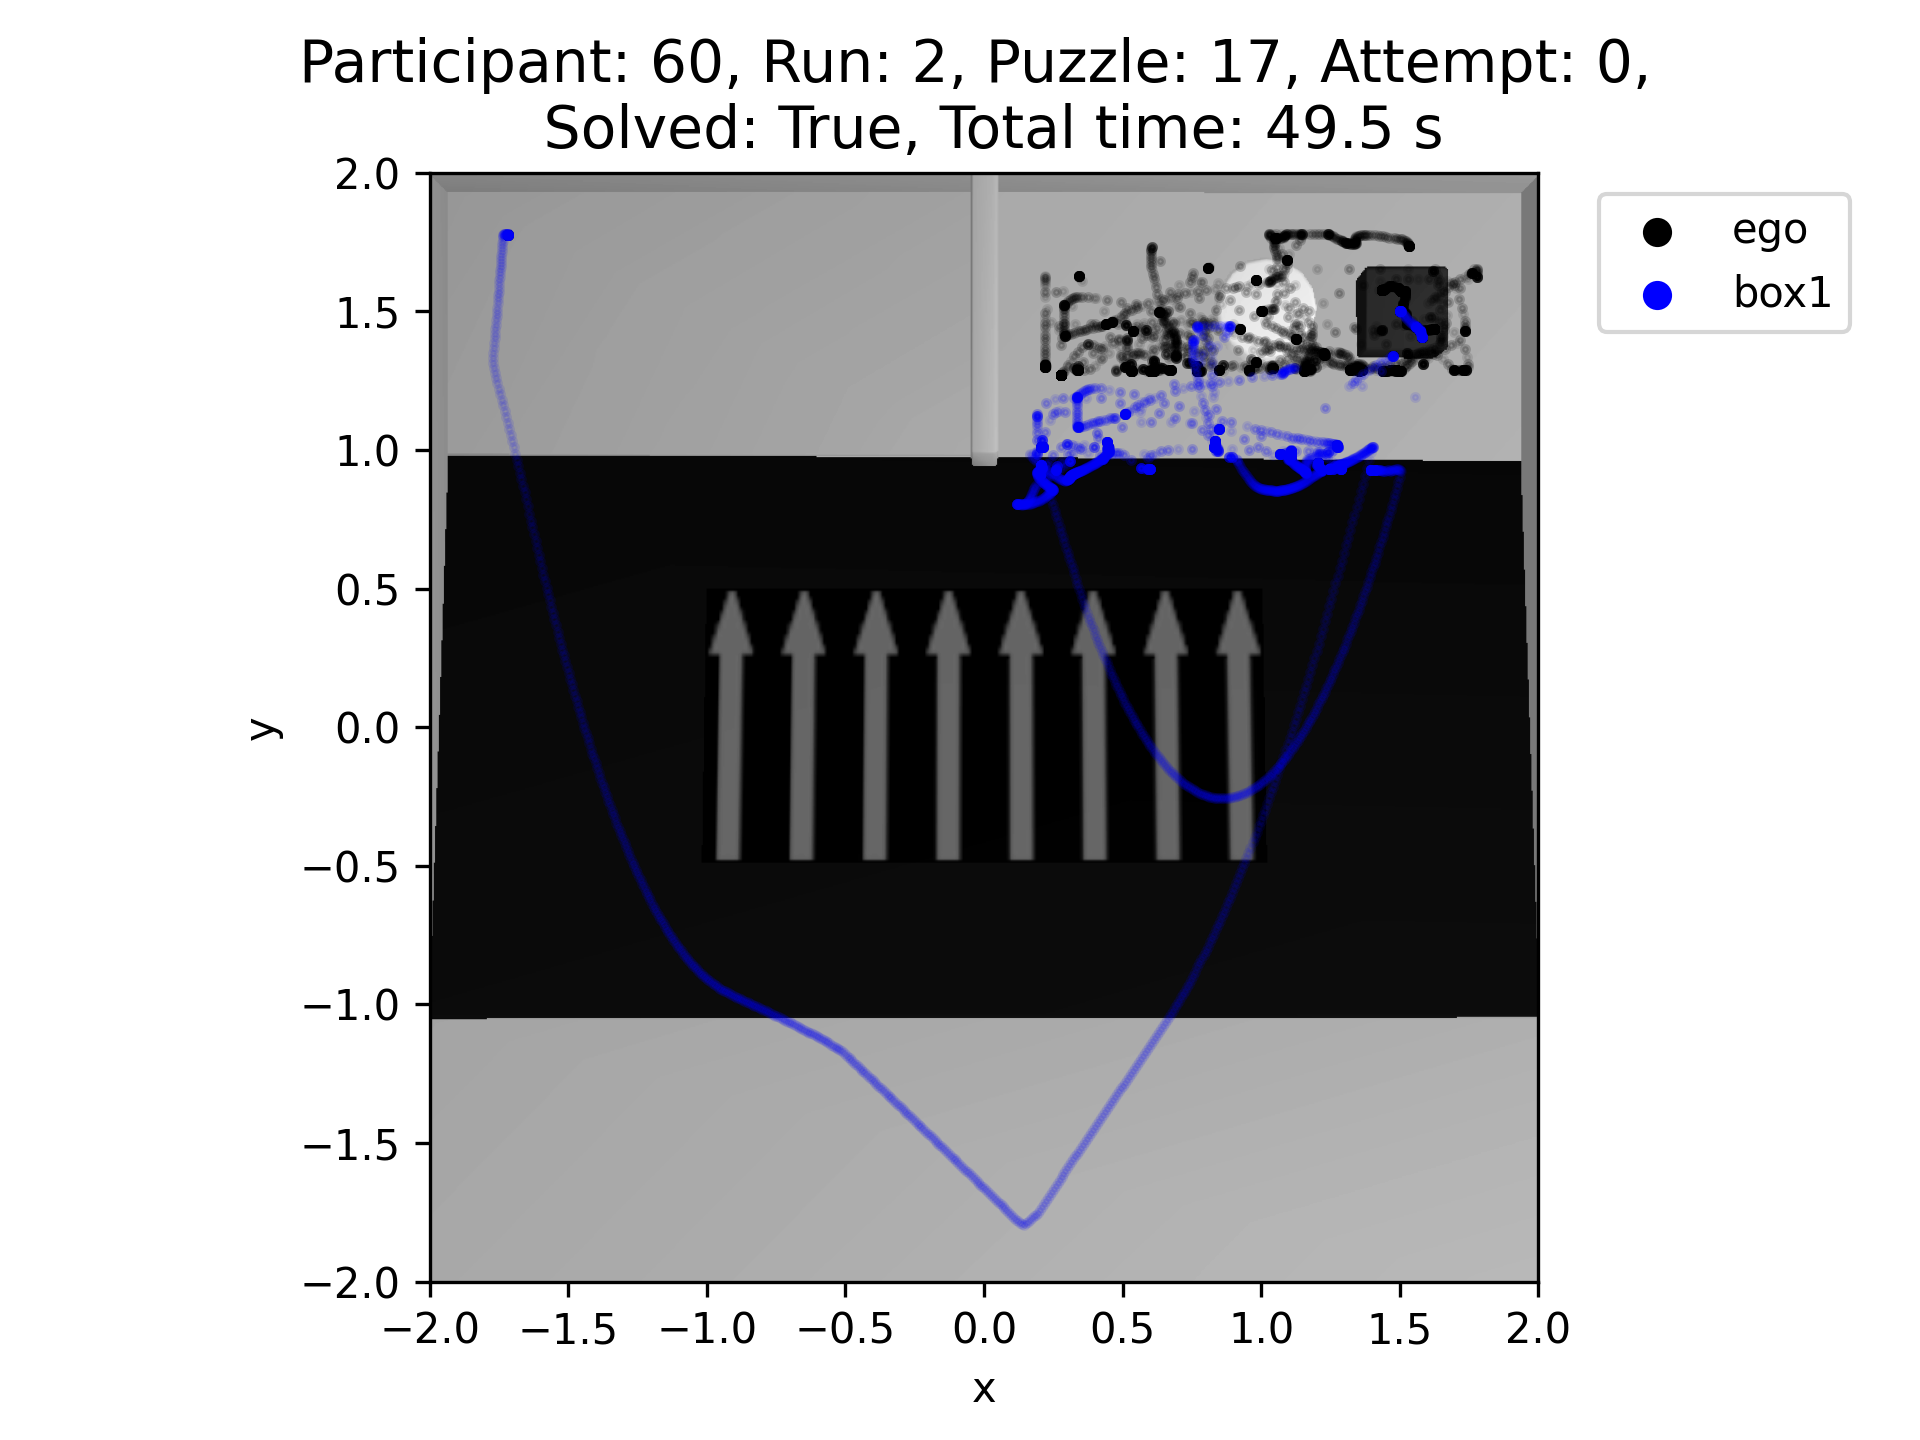 Participant: 60, Run: 2, Puzzle: 17, Attempt: 0,
Solved: True, Total time: 49.5 s
ego
box1
2.0
1.5
1.0
0.5
0.0
−0.5
−1.0
−1.5
−2.0
y
−2.0 −1.5 −1.0 −0.5 0.0 0.5 1.0 1.5 2.0
x